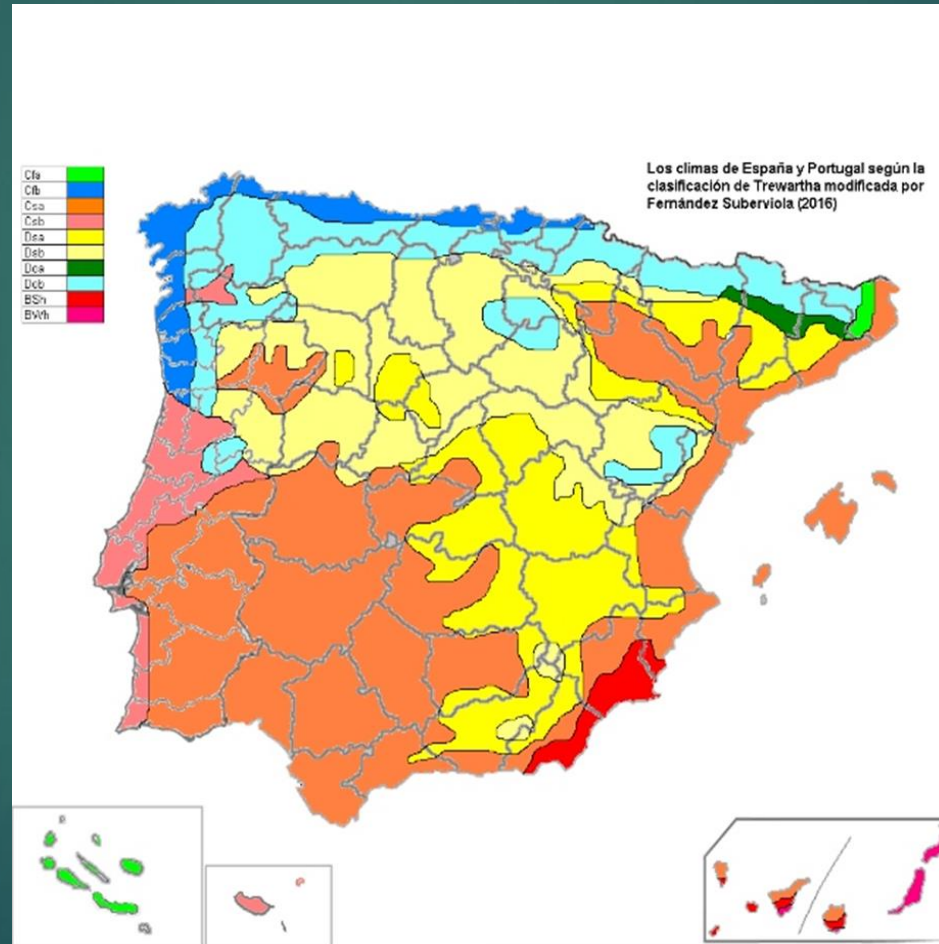 Cfa
Cfb
Csa
Csb
Dsa
Dsb
Dca
Dcb
BSh
BWh
Los climas de España y Portugal según la
clasificación de Trewartha modificada por
Fernández Suberviola (2016)